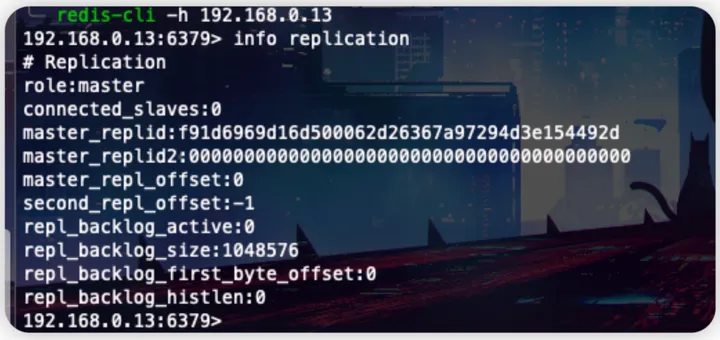 redis-cli -h 192.168.0.13
192.168.0.13:6379> info replication
# Replication
role:master
connected_slaves:0
master_replid:f91d6969d16d500062d26367a97294d3e154492d
master_replid2:0000000000000000000000000000000000000000
master_repl_offset:0
second_repl_offset:-1
repl_backlog_active:0
repl_backlog_size:1048576
repl_backlog_first_byte_offset:0
repl_backlog_histlen:0
192.168.0.13:6379>